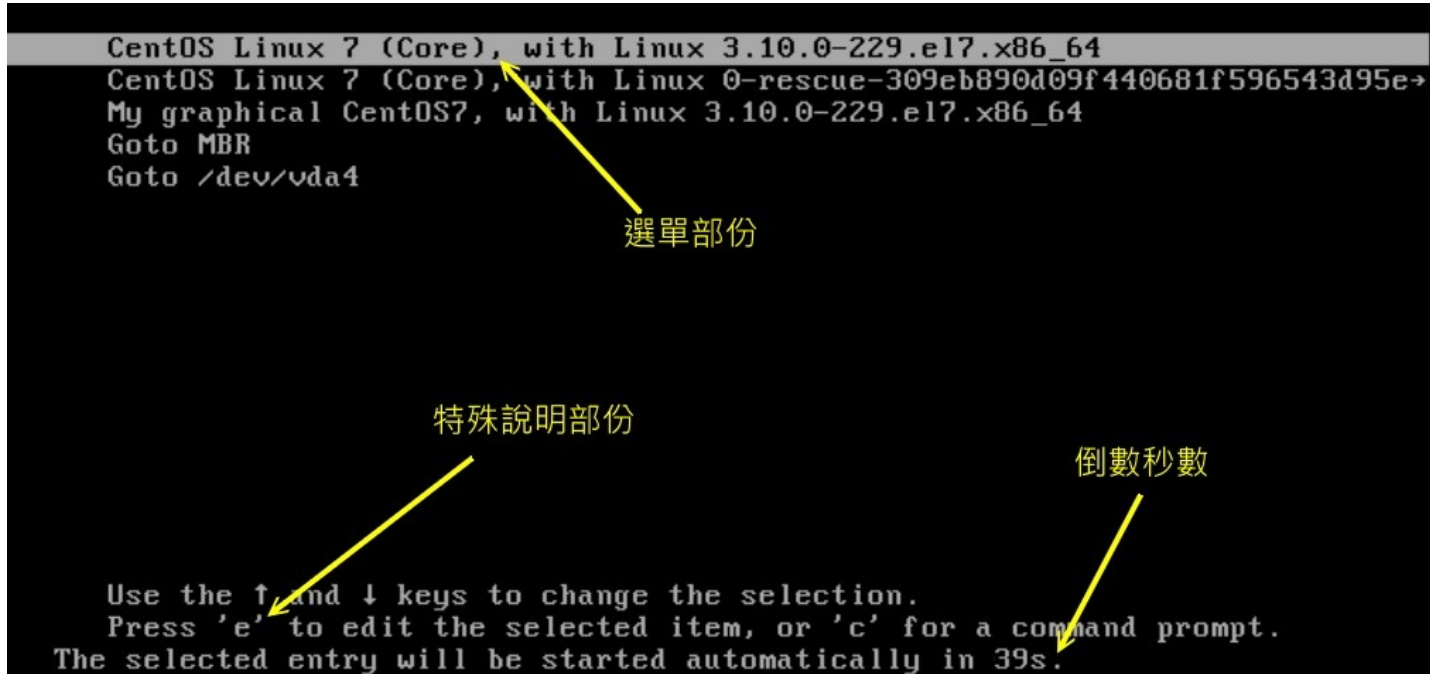 CentOS Linux 7 (Core), with Linux 3.10.0-229.el7.x86_64
CentOS Linux 7 (Core), with Linux 0-rescue-309eb890d09f440681f596543d95e→
My graphical CentOS7, with Linux 3.10.0-229.el7.x86_64
Goto MBR
Goto /dev/vda4
選單部份
特殊說明部份
倒數秒數
Use the ↑ and ↓ keys to change the selection.
Press 'e' to edit the selected item, or 'c' for a command prompt.
The selected entry will be started automatically in 39s.